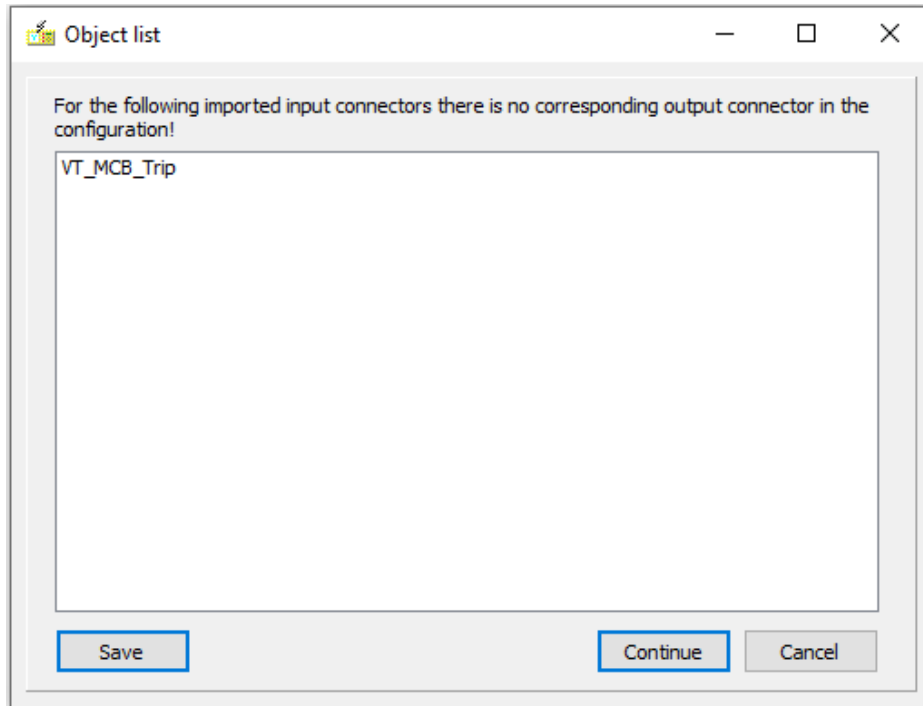 Object list
For the following imported input connectors there is no corresponding output connector in the
configuration!
VT_MCB_Trip
Save
Continue
Cancel